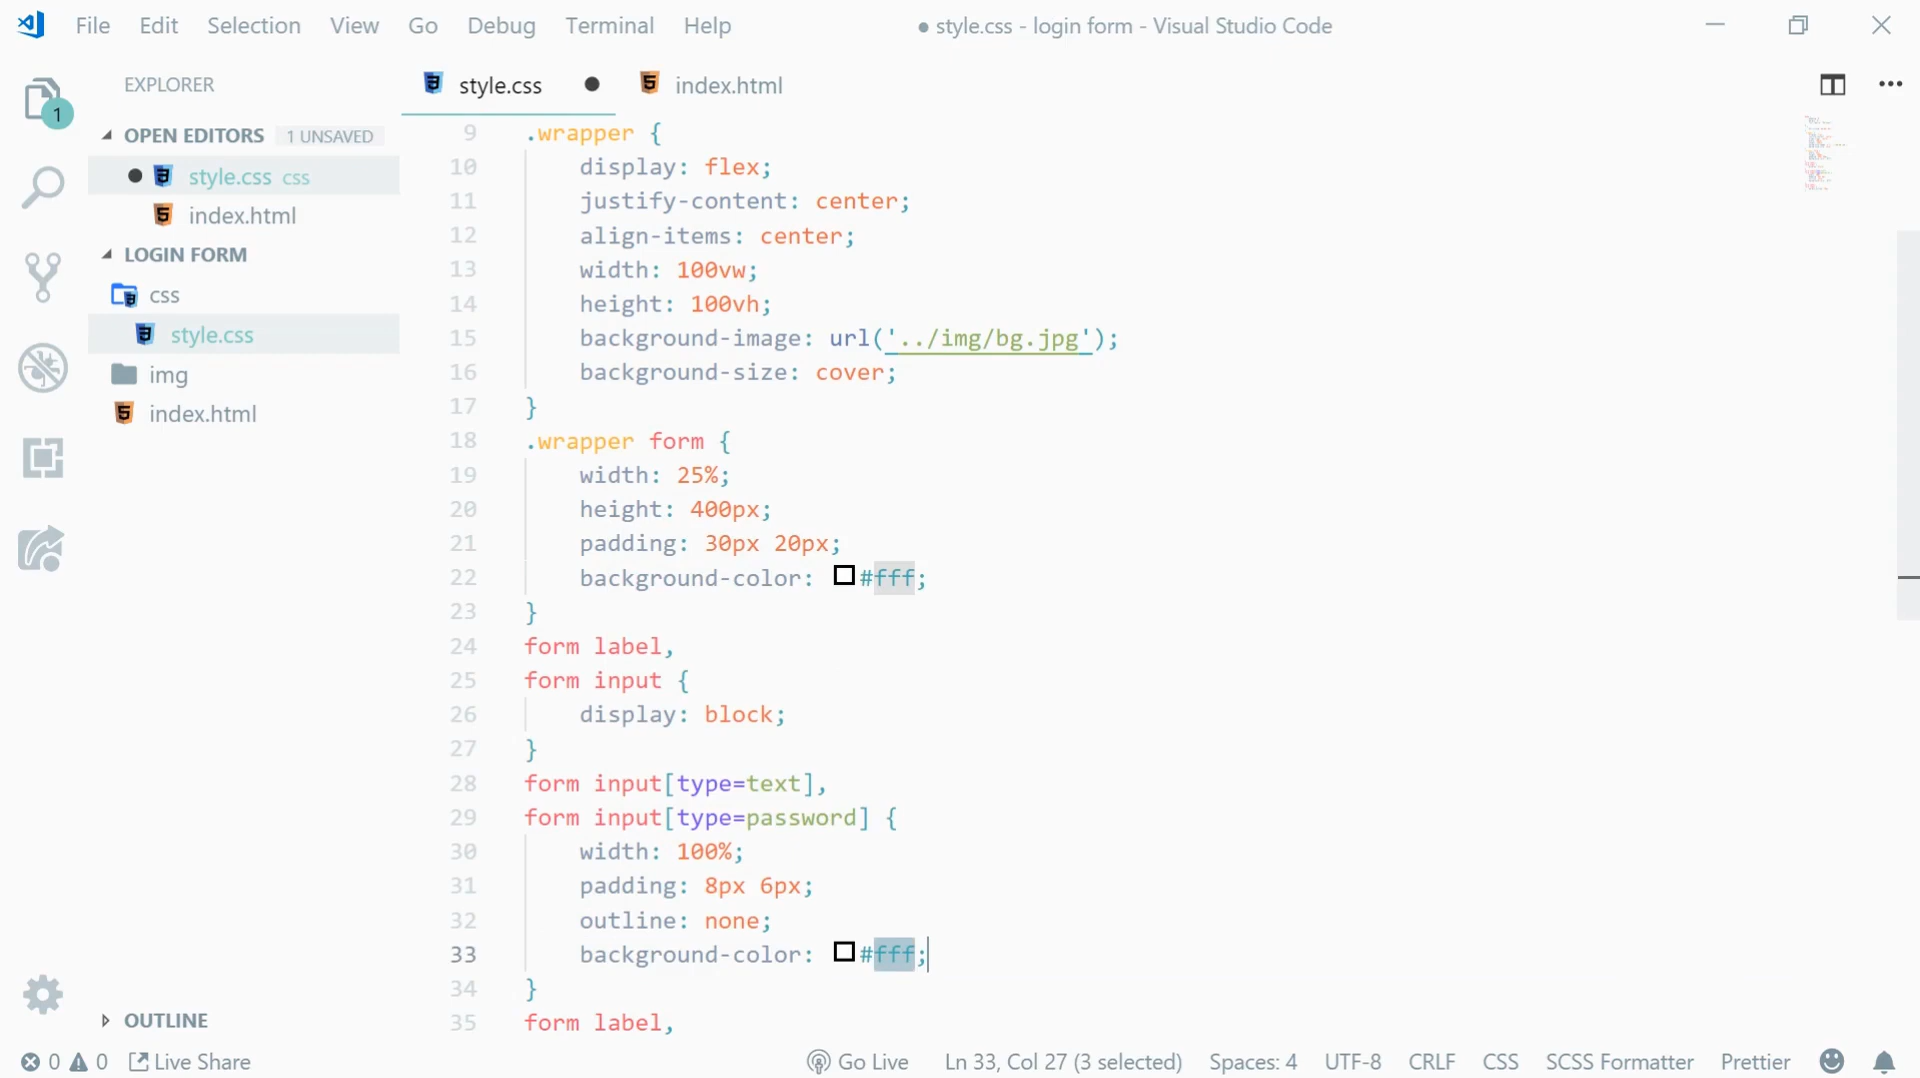 File Edit Selection View Go Debug Terminal Help
● style.css - login form - Visual Studio Code
EXPLORER
1
OPEN EDITORS 1 UNSAVED
style.css css
index.html
LOGIN FORM
css
style.css
img
index.html
OUTLINE
style.css ●
index.html
9 .wrapper {
10 display: flex;
11 justify-content: center;
12 align-items: center;
13 width: 100vw;
14 height: 100vh;
15 background-image: url('../img/bg.jpg');
16 background-size: cover;
17 }
18 .wrapper form {
19 width: 25%;
20 height: 400px;
21 padding: 30px 20px;
22 background-color: #fff;
23 }
24 form label,
25 form input {
26 display: block;
27 }
28 form input[type=text],
29 form input[type=password] {
30 width: 100%;
31 padding: 8px 6px;
32 outline: none;
33 background-color: #fff;
34 }
35 form label,
0 0 Live Share Go Live Ln 33, Col 27 (3 selected) Spaces: 4 UTF-8 CRLF CSS SCSS Formatter Prettier